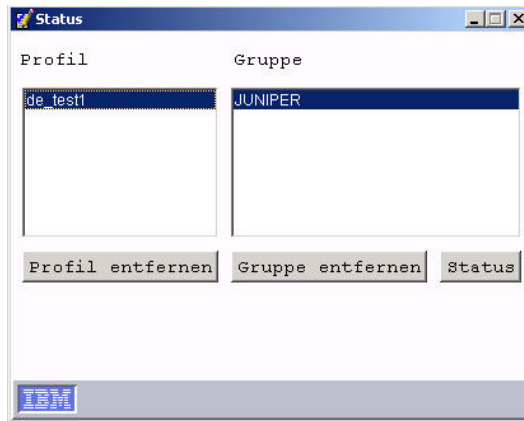 Status
Profil Gruppe
de_test1 JUNIPER
Profil entfernen Gruppe entfernen Status
IBM